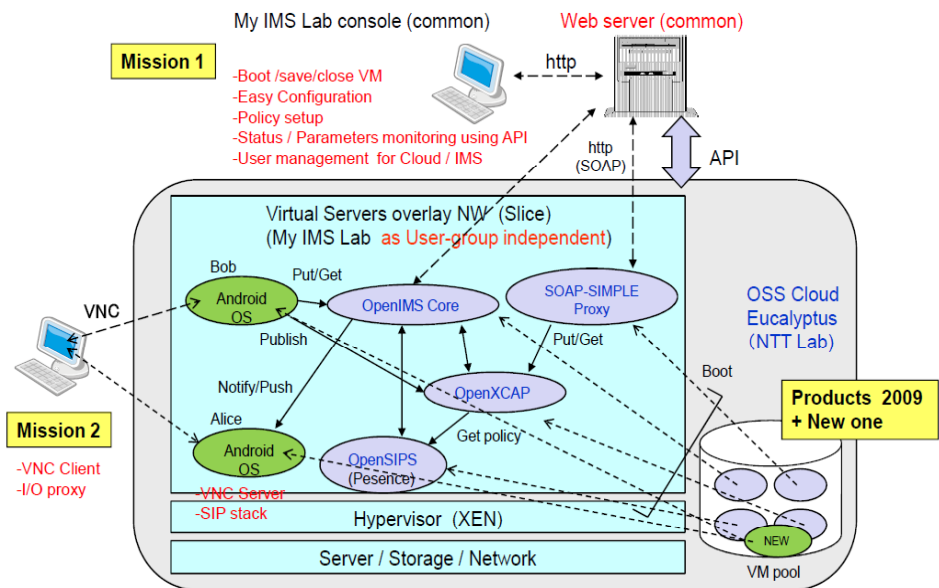 My IMS Lab console (common)
Web server (common)
Mission 1
http
-Boot /save/close VM
-Easy Configuration
-Policy setup
-Status / Parameters monitoring using API
-User management for Cloud / IMS
http
(SOAP)
API
Virtual Servers overlay NW (Slice)
(My IMS Lab as User-group independent)
Bob
Put/Get
Android
OS
OpenIMS Core
SOAP-SIMPLE
Proxy
OSS Cloud
Eucalyptus
(NTT Lab)
VNC
Publish
Put/Get
Boot
Notify/Push
OpenXCAP
Products 2009
+ New one
Mission 2
Alice
Get policy
Android
OS
OpenSIPS
(Pesence)
-VNC Client
-I/O proxy
-VNC Server
-SIP stack
Hypervisor (XEN)
NEW
Server / Storage / Network
VM pool